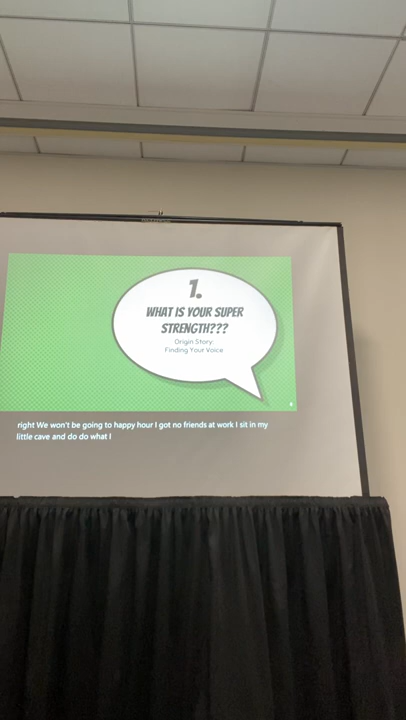 1.
WHAT IS YOUR SUPER
STRENGTH???
Origin Story:
Finding Your Voice
right We won't be going to happy hour I got no friends at work I sit in my
little cave and do do what I